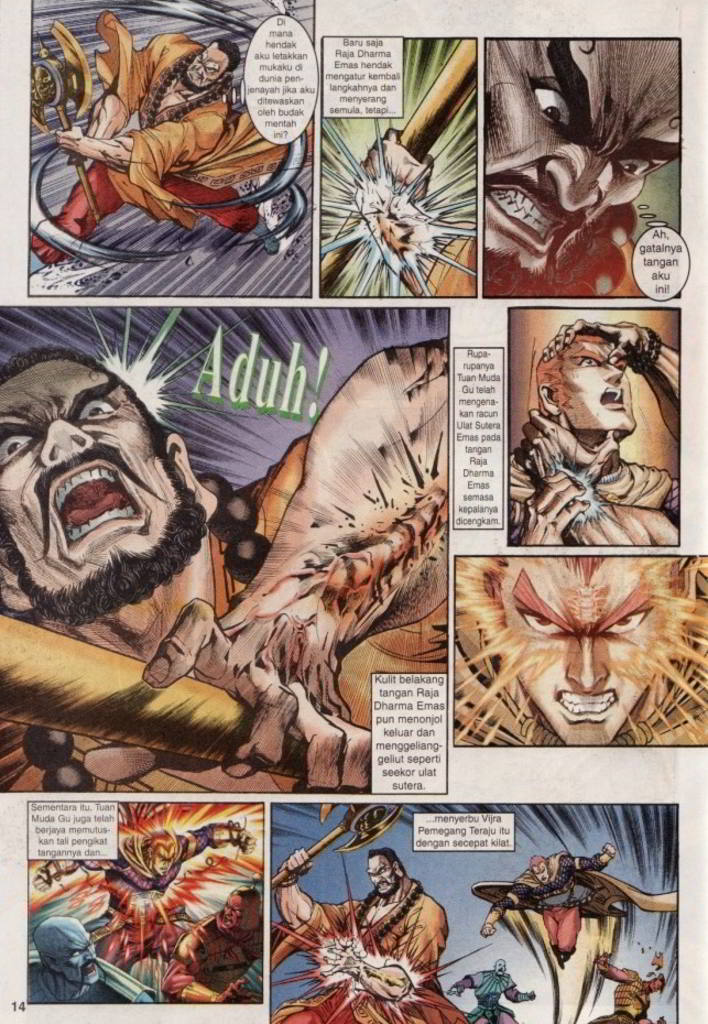 Di
mana hendak
aku letakkan
mukaku di
dunia pen-
jenayah jika aku
ditewaskan
oleh budak
mentah
ini?
Baru saja
Raja Dharma
Emas hendak
mengatur kembali
langkahnya dan
menyerang
semula, tetapi...
Ah,
gatalnya
tangan
aku
ini!
Aduh!
Rupa-
rupanya
Tuan Muda
Gu telah
mengena-
kan racun
Ulat Sutera
Emas pada
tangan
Raja
Dharma
Emas
semasa
kepalanya
dicengkam.
Kulit belakang
tangan Raja
Dharma Emas
pun menonjol
keluar dan
menggeliang-
geliut seperti
seekor ulat
sutera.
Sementara itu, Tuan
Muda Gu juga telah
berjaya memutus-
kan tali pengikat
tangannya dan...
...menyerbu Vijra
Pemegang Teraju itu
dengan secepat kilat.
14